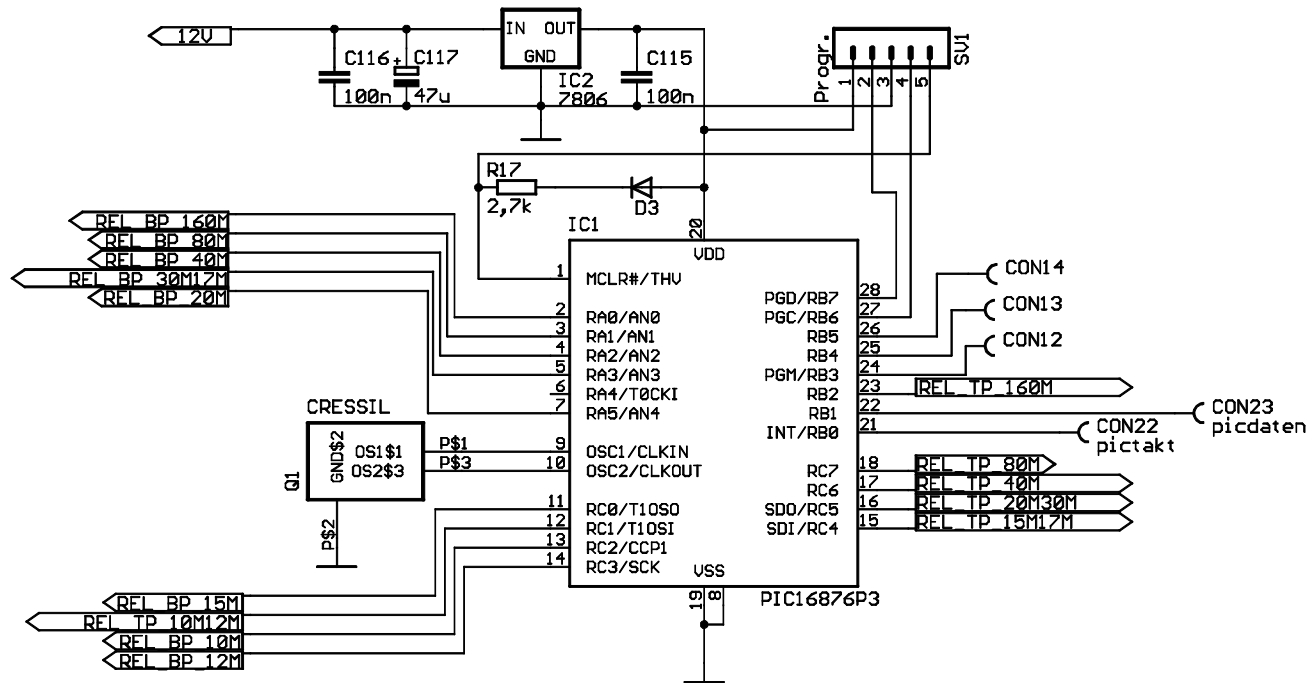 12V
C116
100n
+
C117
47u
IN OUT
GND
IC2
7806
C115
100n
Progr.
1 2 3 4 5
SV1
R17
2,7k
D3
IC1
20
VDD
REL_BP_160M
REL_BP_80M
REL_BP_40M
REL_BP_30M17M
REL_BP_20M
1 MCLR#/THV
2 RA0/AN0
3 RA1/AN1
4 RA2/AN2
5 RA3/AN3
6 RA4/T0CKI
7 RA5/AN4
CRESSIL
Q1
GND$2
OS1$1
OS2$3
P$1
P$3
P$2
9 OSC1/CLKIN
10 OSC2/CLKOUT
11 RC0/T1OSO
12 RC1/T1OSI
13 RC2/CCP1
14 RC3/SCK
REL_BP_15M
REL_TP_10M12M
REL_BP_10M
REL_BP_12M
PGD/RB7 28
PGC/RB6 27
RB5 26
RB4 25
PGM/RB3 24
RB2 23
RB1 22
INT/RB0 21
RC7 18
RC6 17
SDO/RC5 16
SDI/RC4 15
CON14
CON13
CON12
REL_TP_160M
CON23
picdaten
CON22
pictakt
REL_TP_80M
REL_TP_40M
REL_TP_20M30M
REL_TP_15M17M
VSS
19
8
PIC16876P3